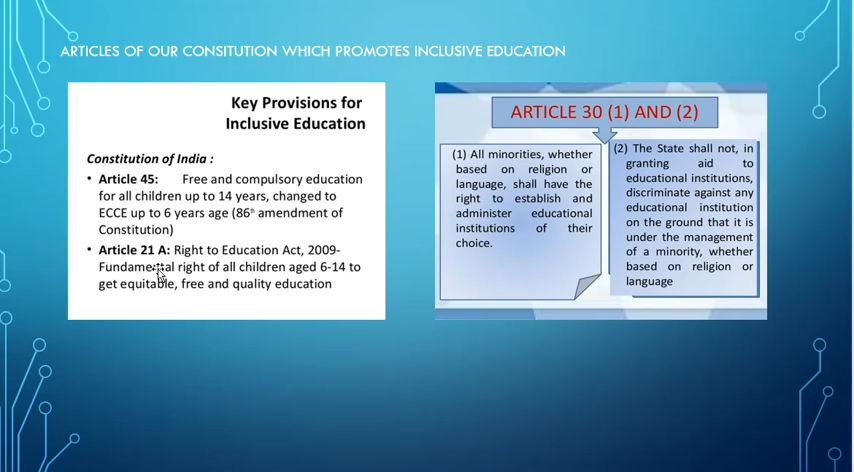 ARTICLES OF OUR CONSITUTION WHICH PROMOTES INCLUSIVE EDUCATION
Key Provisions for
Inclusive Education
Constitution of India :
• Article 45: Free and compulsory education
for all children up to 14 years, changed to
ECCE up to 6 years age (86th amendment of
Constitution)
• Article 21 A: Right to Education Act, 2009-
Fundamental right of all children aged 6-14 to
get equitable, free and quality education
ARTICLE 30 (1) AND (2)
(1) All minorities, whether
based on religion or
language, shall have the
right to establish and
administer educational
institutions of their
choice.
(2) The State shall not, in
granting aid to
educational institutions,
discriminate against any
educational institution
on the ground that it is
under the management
of a minority, whether
based on religion or
language